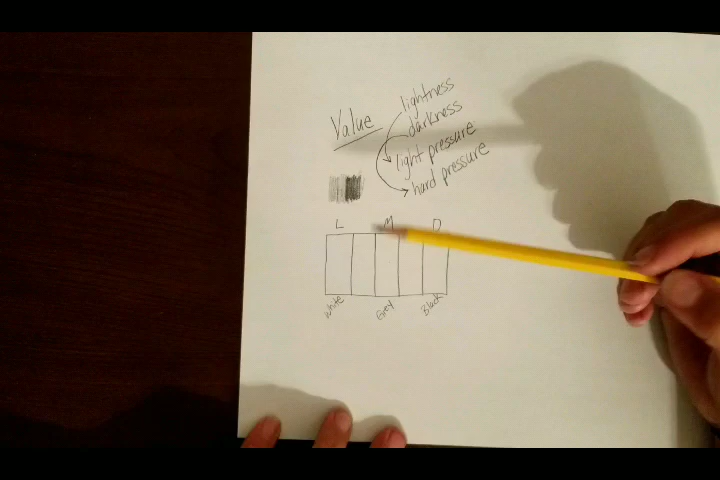 Value
lightness
darkness
light pressure
hard pressure
L M D
White Grey Black